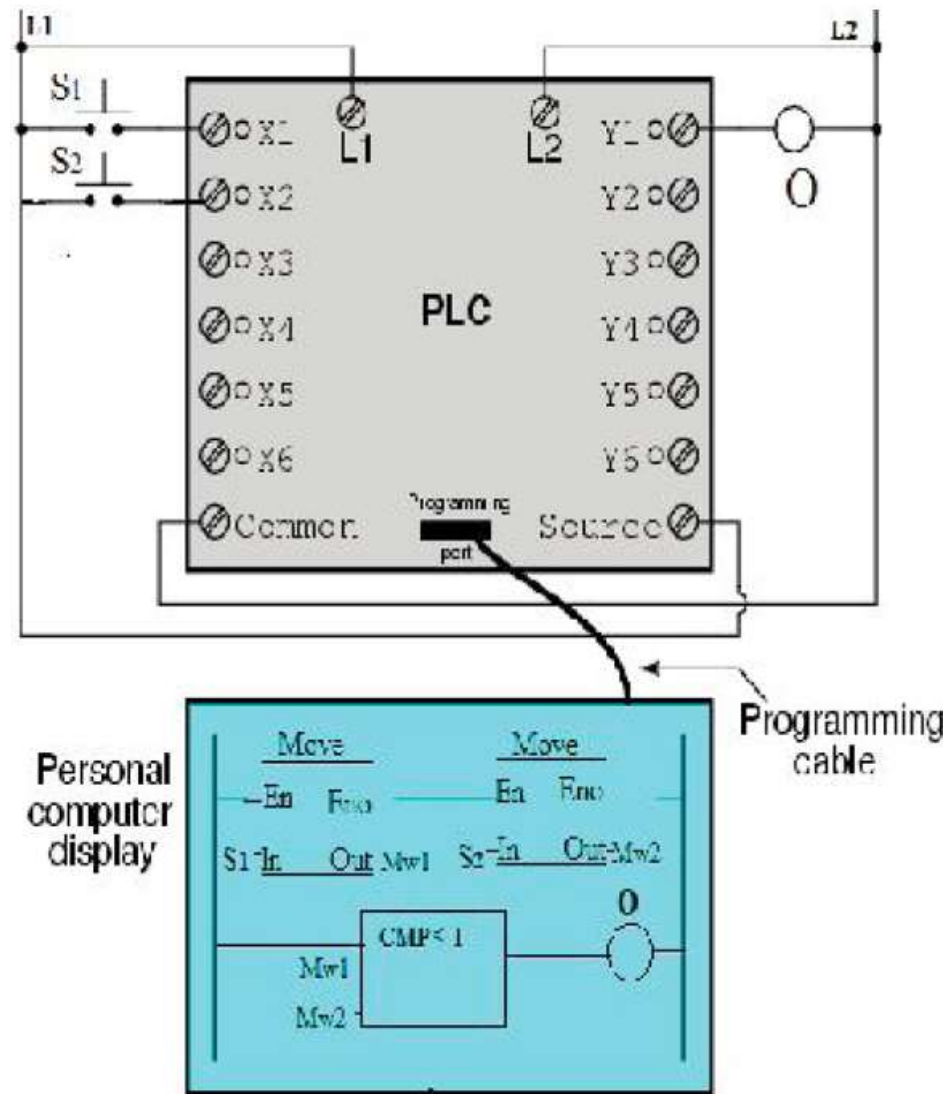 L1 L2
S1
S2
L1 L2
X1 Y1
X2 Y2
O
X3 Y3
PLC
X4 Y4
X5 Y5
X6 Y6
Common Source
Programming
port
Programming
cable
Personal
computer
display
Move Move
En Eno En Eno
S1 In Out Mw1 S2 In Out Mw2
O
CMP< I
Mw1
Mw2